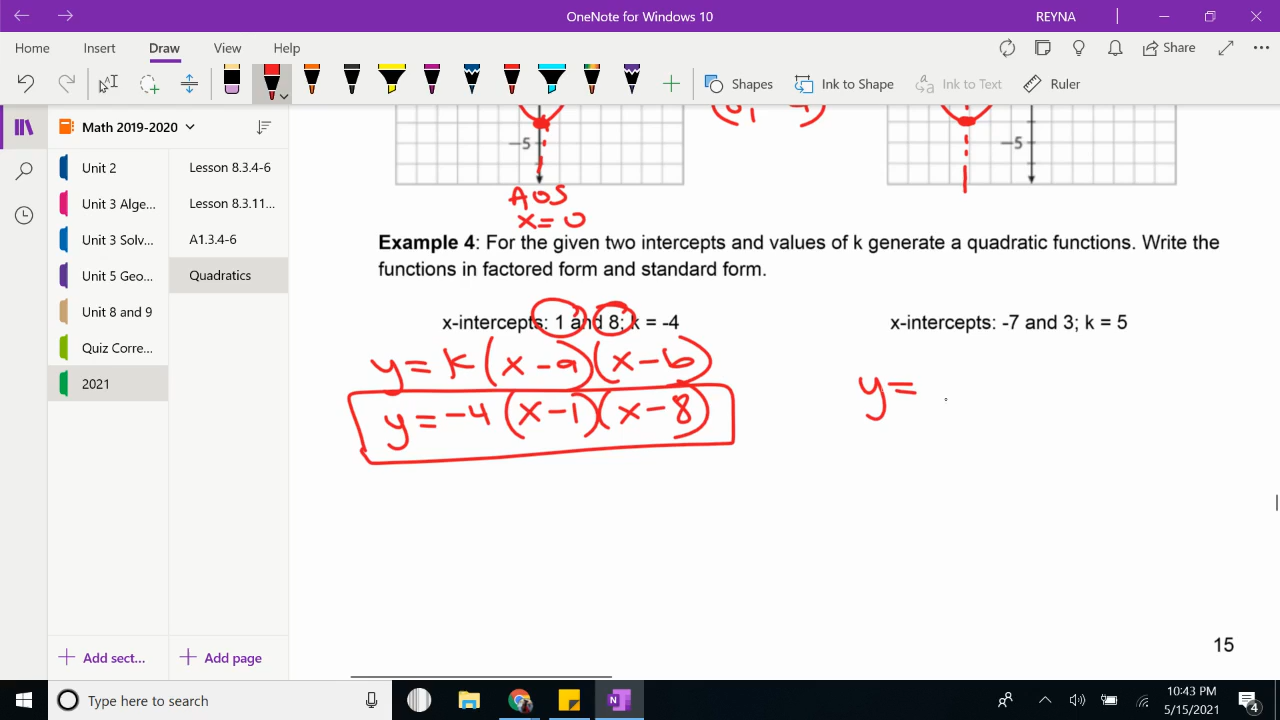 OneNote for Windows 10
REYNA
Home Insert Draw View Help
Share
Shapes Ink to Shape Ink to Text Ruler
Math 2019-2020
Unit 2
Unit 3 Alge...
Unit 3 Solv...
Unit 5 Geo...
Unit 8 and 9
Quiz Corre...
2021
Lesson 8.3.4-6
Lesson 8.3.11...
A1.3.4-6
Quadratics
-5
-5
AOS
x = 0
Example 4: For the given two intercepts and values of k generate a quadratic functions. Write the
functions in factored form and standard form.
x-intercepts: 1 and 8; k = -4
y = k(x-a)(x-b)
y = -4(x-1)(x-8)
x-intercepts: -7 and 3; k = 5
y =
15
Add sect...
Add page
Type here to search
10:43 PM
5/15/2021
4